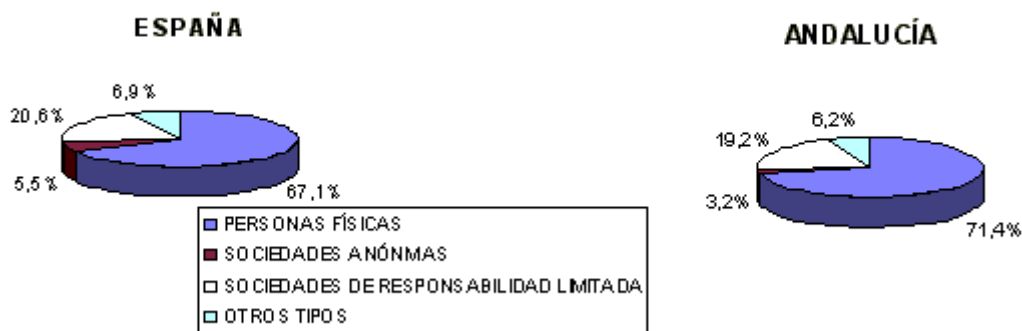 ESPAÑA
6,9 %
20,6%
5,5 %
67,1%
ANDALUCÍA
6,2%
19,2%
3,2%
71,4%
PERSONAS FÍSICAS
SOCIEDADES ANÓNMAS
SOCIEDADES DE RESPONSABILIDAD LIMITADA
OTROS TIPOS